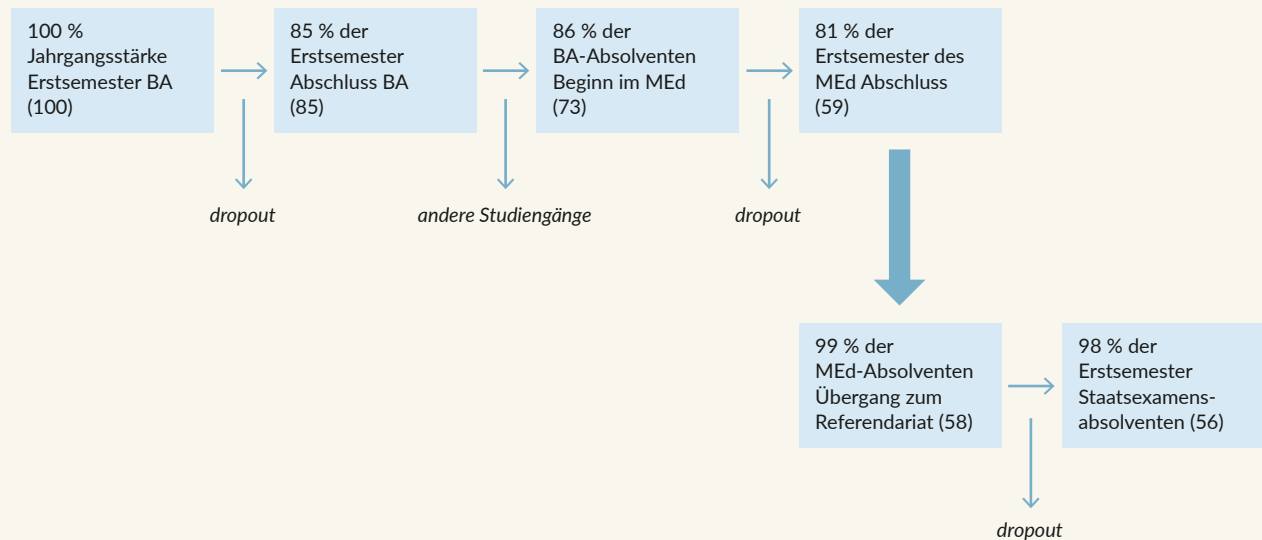 100 %
Jahrgangsstärke
Erstsemester BA
(100)
85 % der
Erstsemester
Abschluss BA
(85)
86 % der
BA-Absolventen
Beginn im MEd
(73)
81 % der
Erstsemester des
MEd Abschluss
(59)
dropout
andere Studiengänge
dropout
99 % der
MEd-Absolventen
Übergang zum
Referendariat (58)
98 % der
Erstsemester
Staatsexamens-
absolventen (56)
dropout